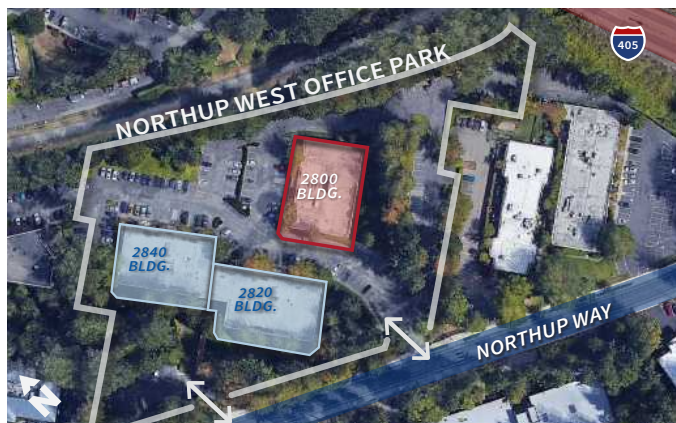 405
NORTHUP WEST OFFICE PARK
2800
BLDG.
2840
BLDG.
2820
BLDG.
NORTHUP WAY
N